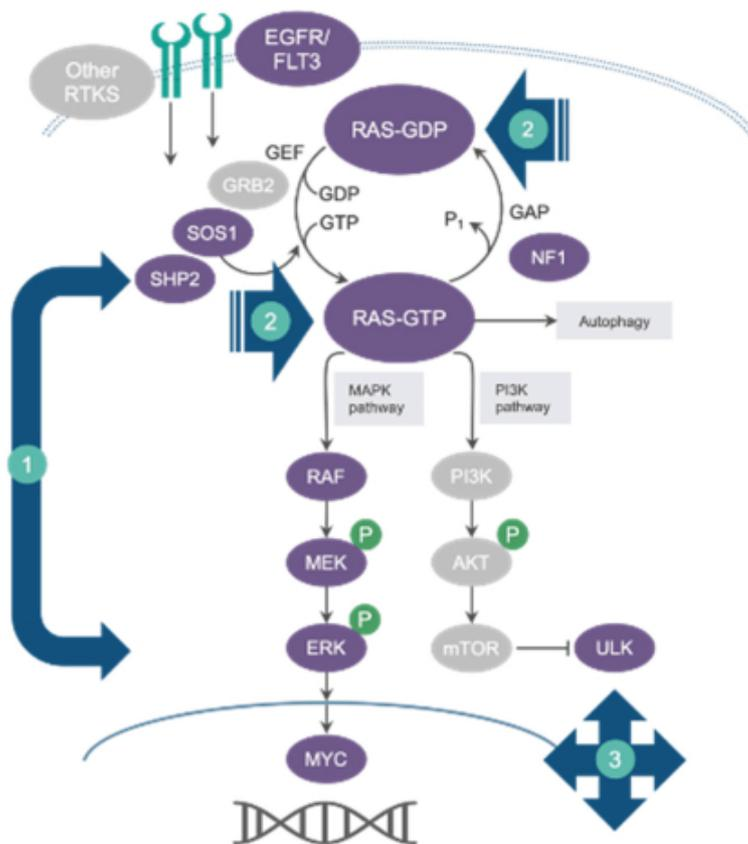 EGFR/
FLT3
Other
RTKS
RAS-GDP
2
GEF
GRB2
GDP
GTP
P1
GAP
SOS1
NF1
SHP2
2
RAS-GTP
Autophagy
MAPK
pathway
PI3K
pathway
1
RAF
PI3K
P
P
MEK
AKT
P
ERK
mTOR
ULK
3
MYC